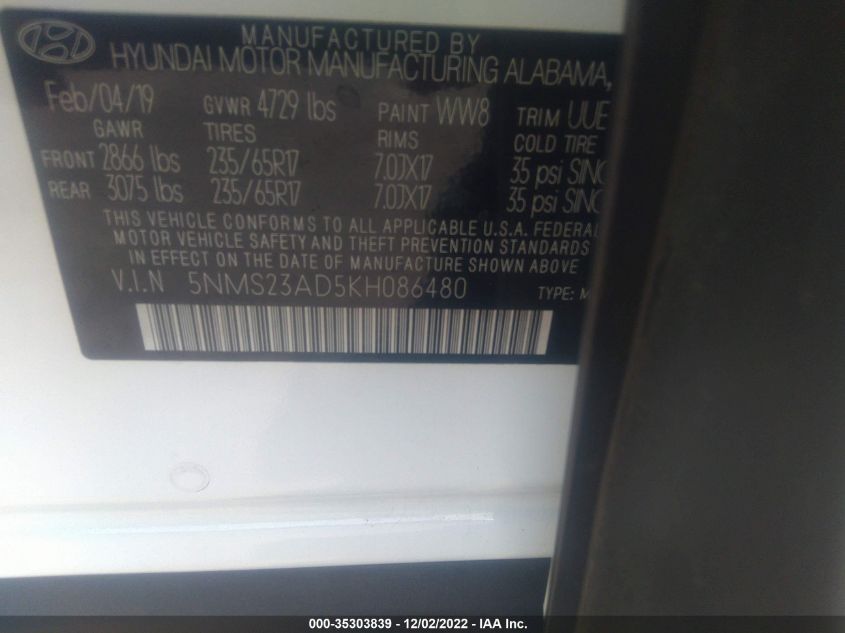 MANUFACTURED BY
HYUNDAI MOTOR MANUFACTURING ALABAMA,
Feb/04/19 GVWR 4729 lbs PAINT WW8 TRIM UUE
GAWR TIRES RIMS COLD TIRE
FRONT 2866 lbs 235/65R17 7.0JX17 35 psi SING
REAR 3075 lbs 235/65R17 7.0JX17 35 psi SING
THIS VEHICLE CONFORMS TO ALL APPLICABLE U.S.A. FEDERAL
MOTOR VEHICLE SAFETY AND THEFT PREVENTION STANDARDS
IN EFFECT ON THE DATE OF MANUFACTURE SHOWN ABOVE
V.I.N 5NMS23AD5KH086480 TYPE: M
000-35303839 - 12/02/2022 - IAA Inc.